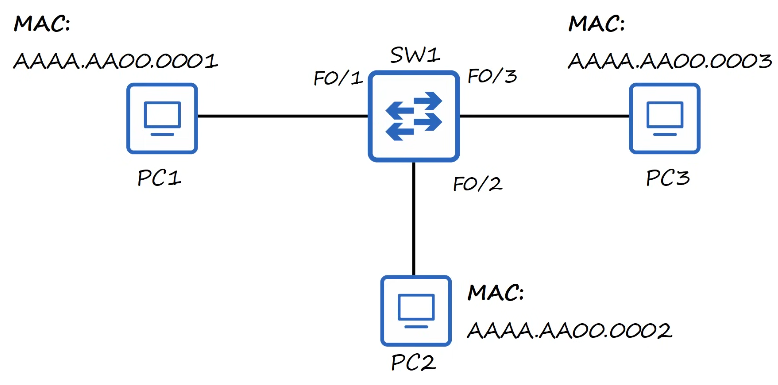 MAC:
AAAA.AA00.0001
PC1
SW1
F0/1
F0/3
F0/2
MAC:
AAAA.AA00.0003
PC3
MAC:
AAAA.AA00.0002
PC2